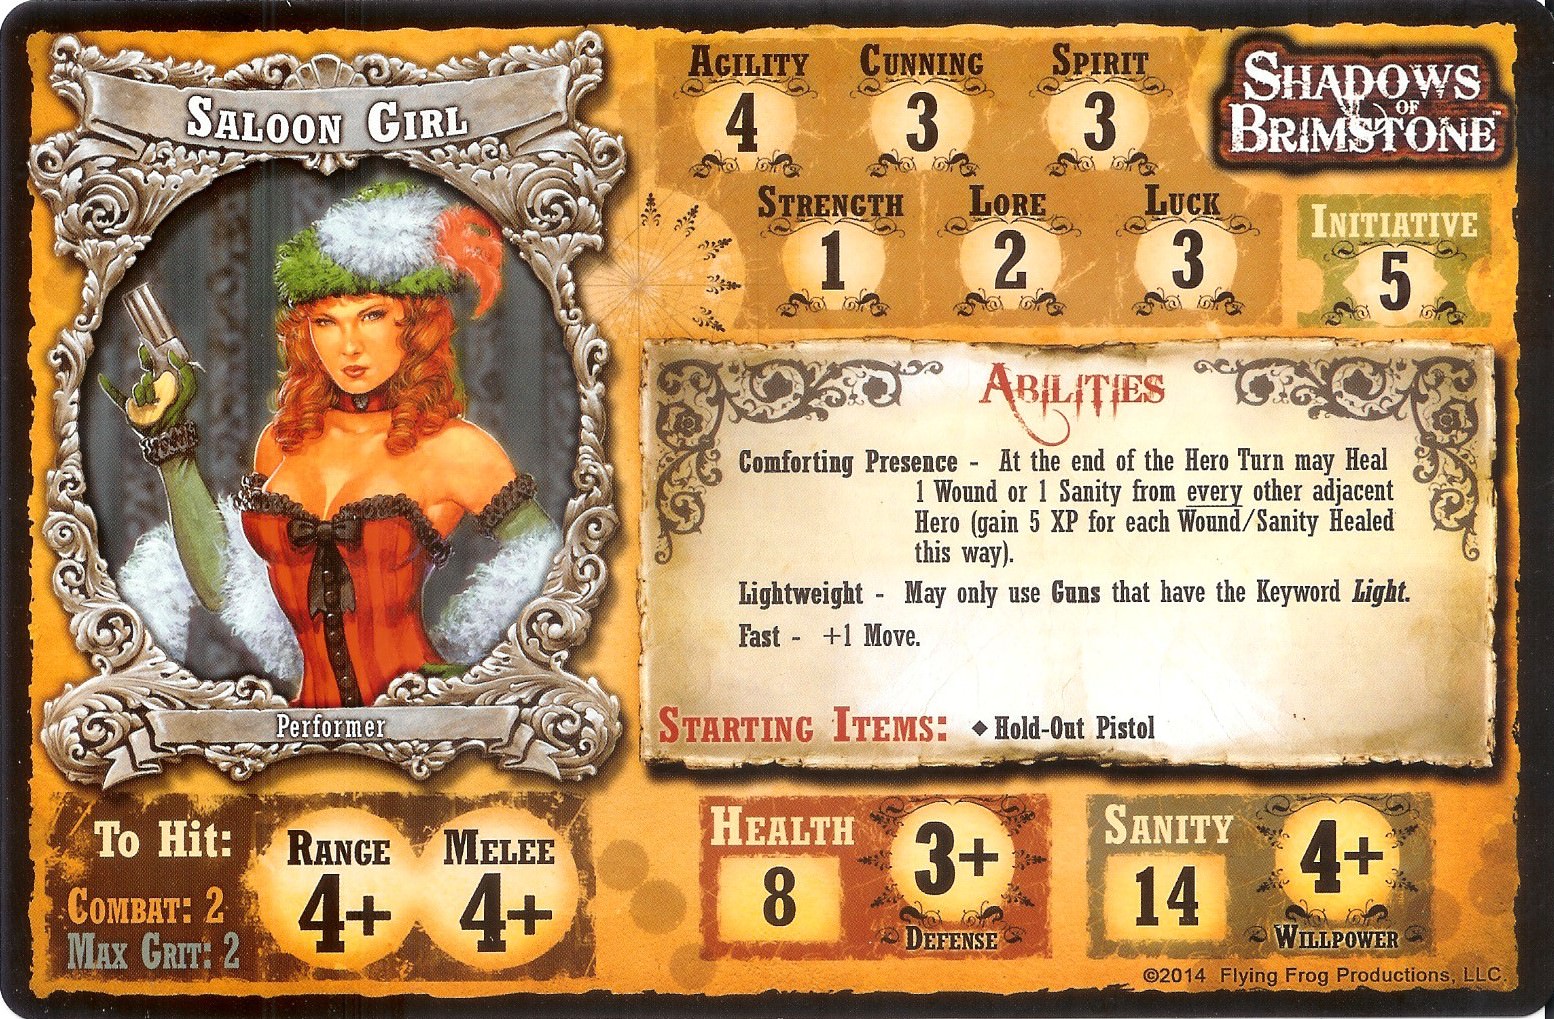 Saloon Girl
Performer
Agility Cunning Spirit
4 3 3
Strength Lore Luck
1 2 3
Shadows
of
Brimstone™
Initiative
5
Abilities
Comforting Presence - At the end of the Hero Turn may Heal
1 Wound or 1 Sanity from every other adjacent
Hero (gain 5 XP for each Wound/Sanity Healed
this way).
Lightweight - May only use Guns that have the Keyword Light.
Fast - +1 Move.
Starting Items: ◆ Hold-Out Pistol
To Hit:
Combat: 2
Max Grit: 2
Range
4+
Melee
4+
Health
8
3+
Defense
Sanity
14
4+
Willpower
©2014 Flying Frog Productions, LLC.